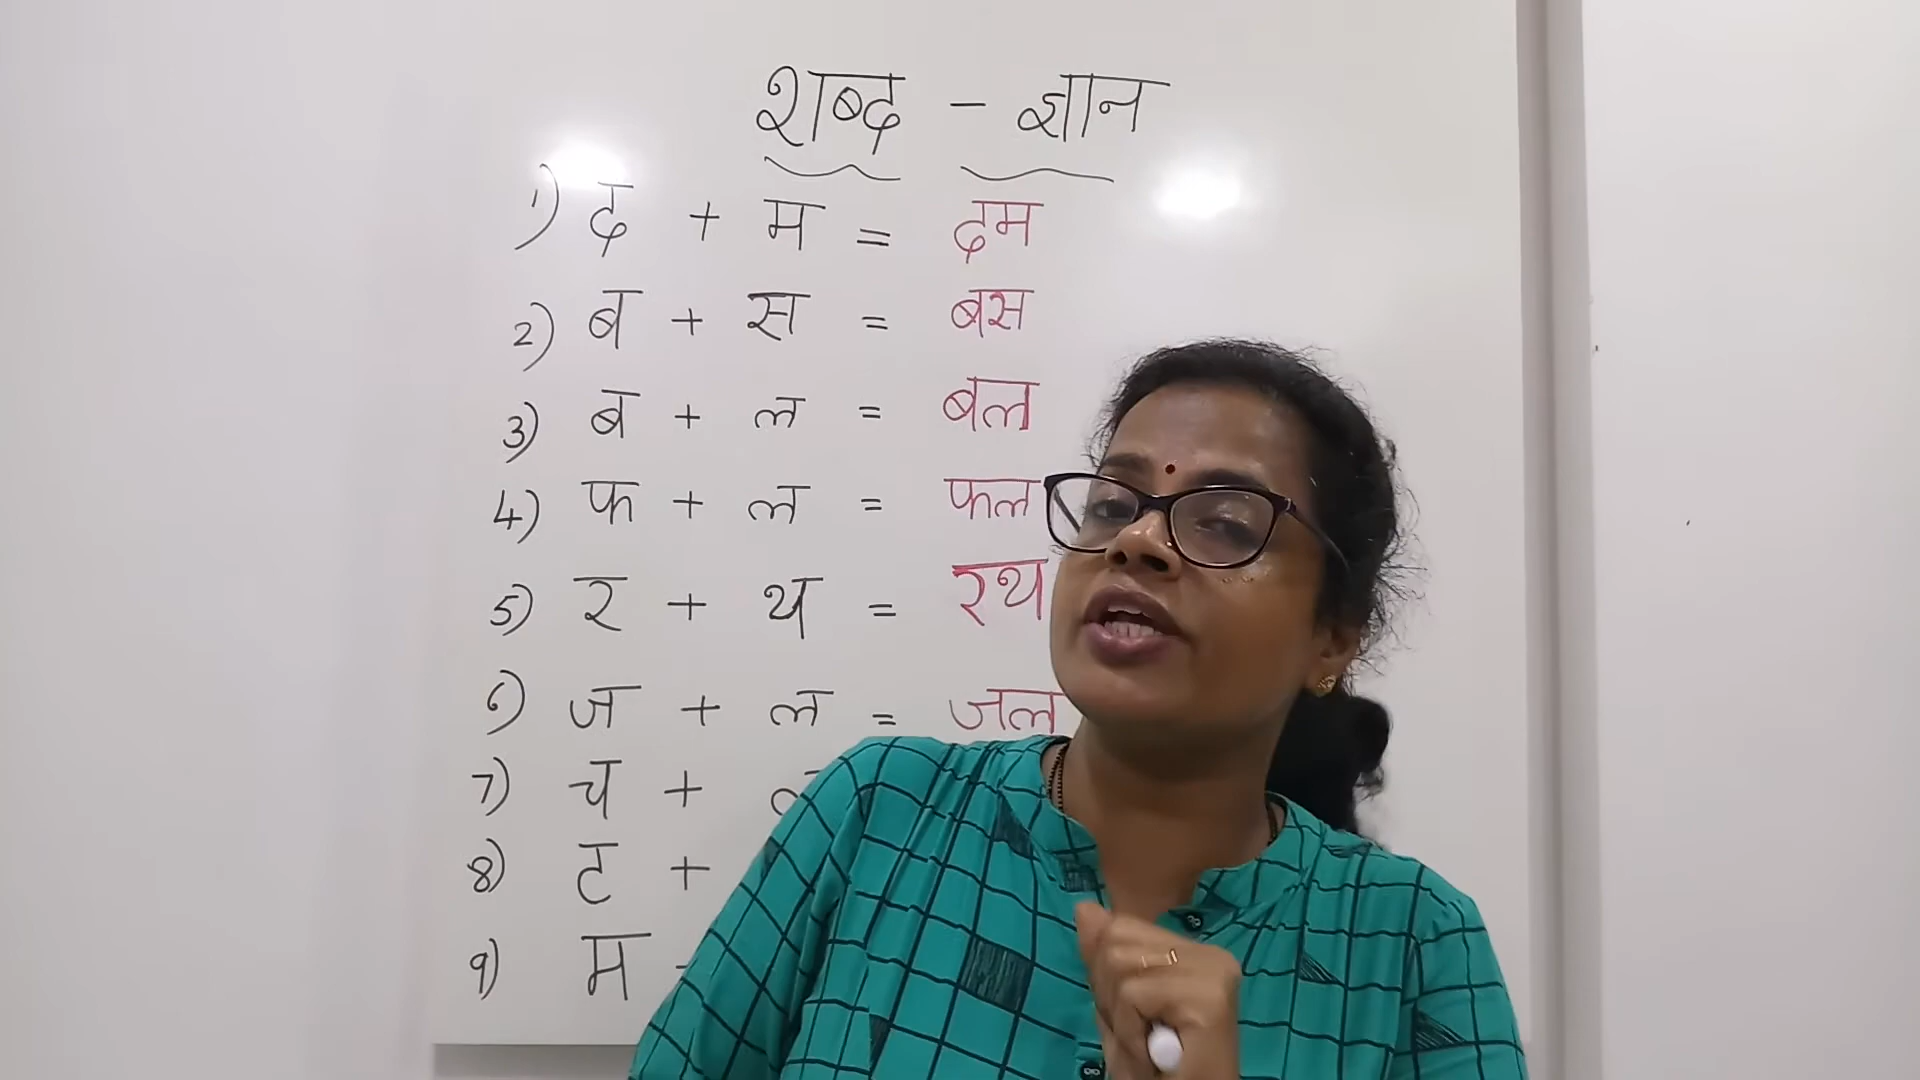 शब्द - ज्ञान
1) द + म = दम
2) ब + स = बस
3) ब + ल = बल
4) फ + ल = फल
5) र + थ = रथ
6) ज + ल = जल
7) च +
8) ट +
9) म